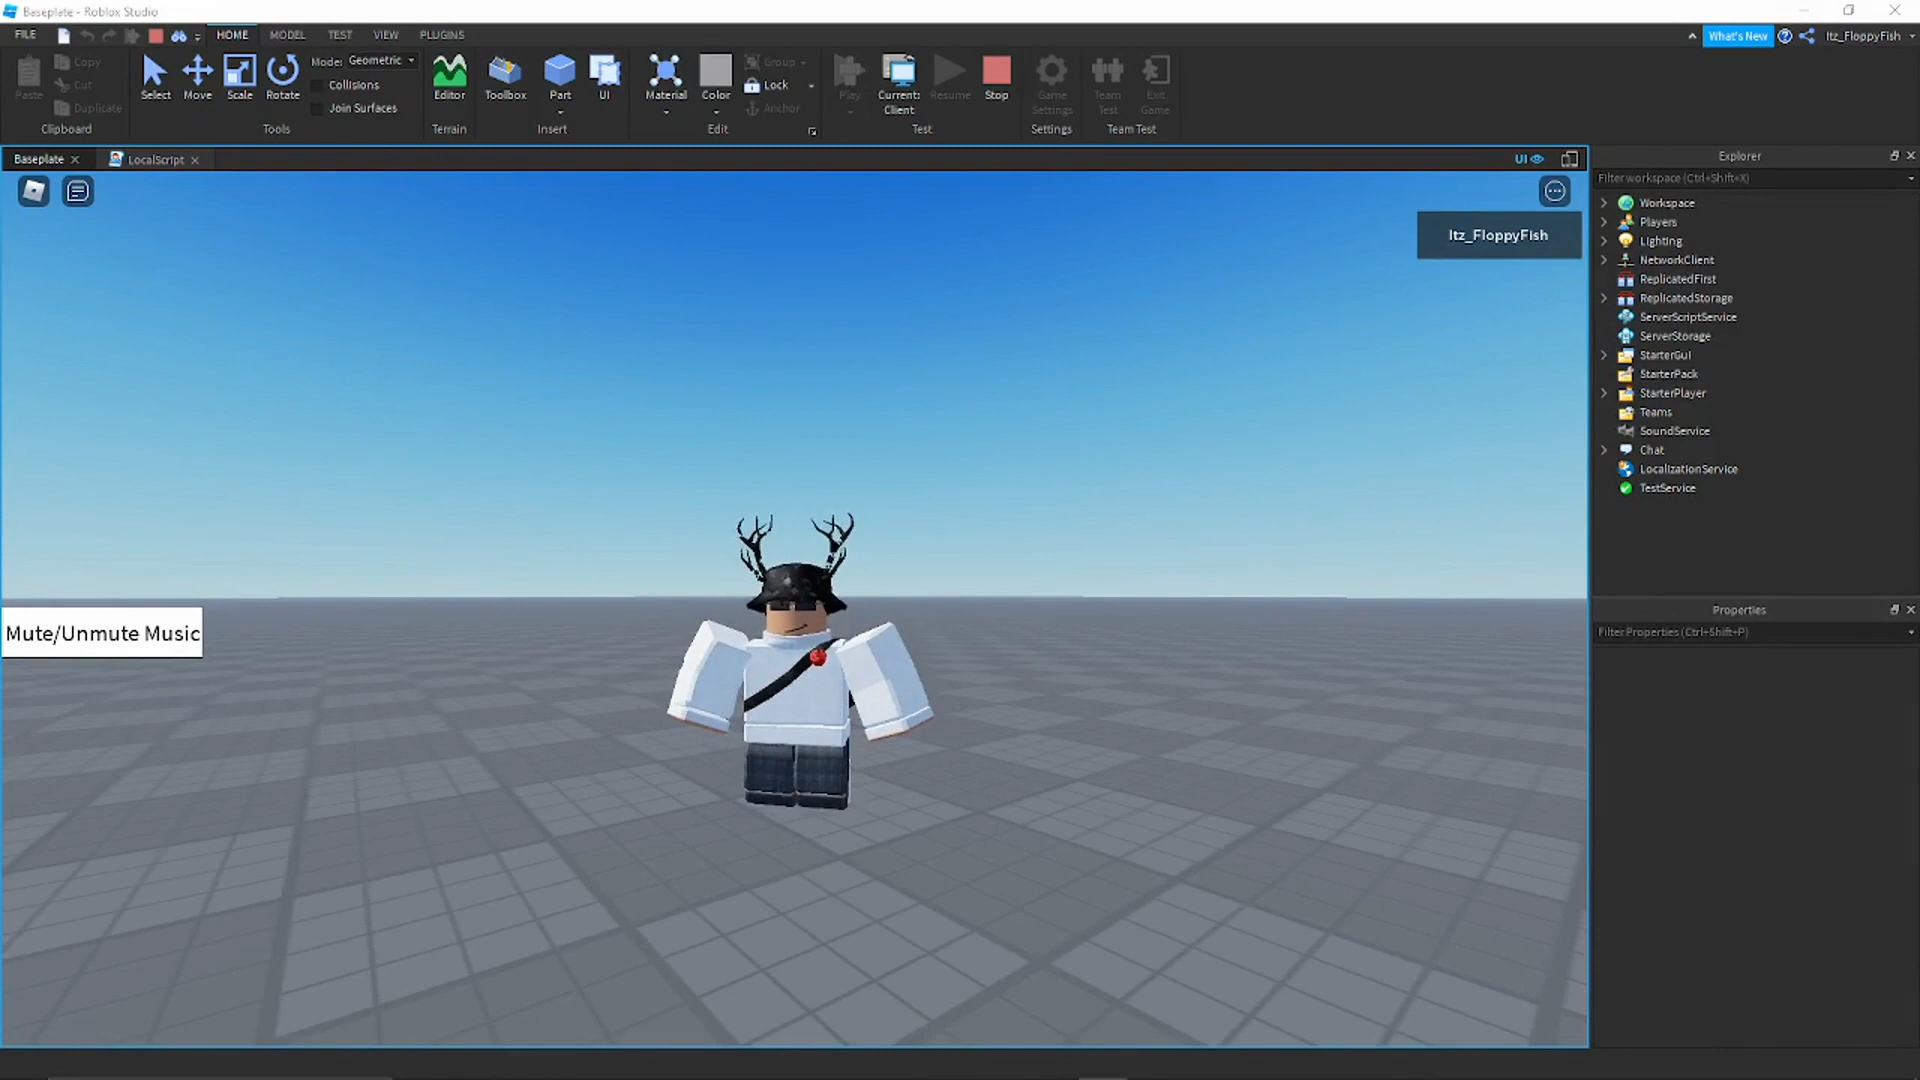 Baseplate - Roblox Studio
FILE HOME MODEL TEST VIEW PLUGINS What's New Itz_FloppyFish
Paste Copy Cut Duplicate
Select Move Scale Rotate
Mode: Geometric
Collisions
Join Surfaces
Editor Toolbox Part UI Material Color
Group
Lock
Anchor
Play Current: Client Resume Stop Game Settings Team Test Exit Game
Clipboard Tools Terrain Insert Edit Test Settings Team Test
Baseplate LocalScript UI
Itz_FloppyFish
Mute/Unmute Music
Explorer
Filter workspace (Ctrl+Shift+X)
Workspace
Players
Lighting
NetworkClient
ReplicatedFirst
ReplicatedStorage
ServerScriptService
ServerStorage
StarterGui
StarterPack
StarterPlayer
Teams
SoundService
Chat
LocalizationService
TestService
Properties
Filter Properties (Ctrl+Shift+P)